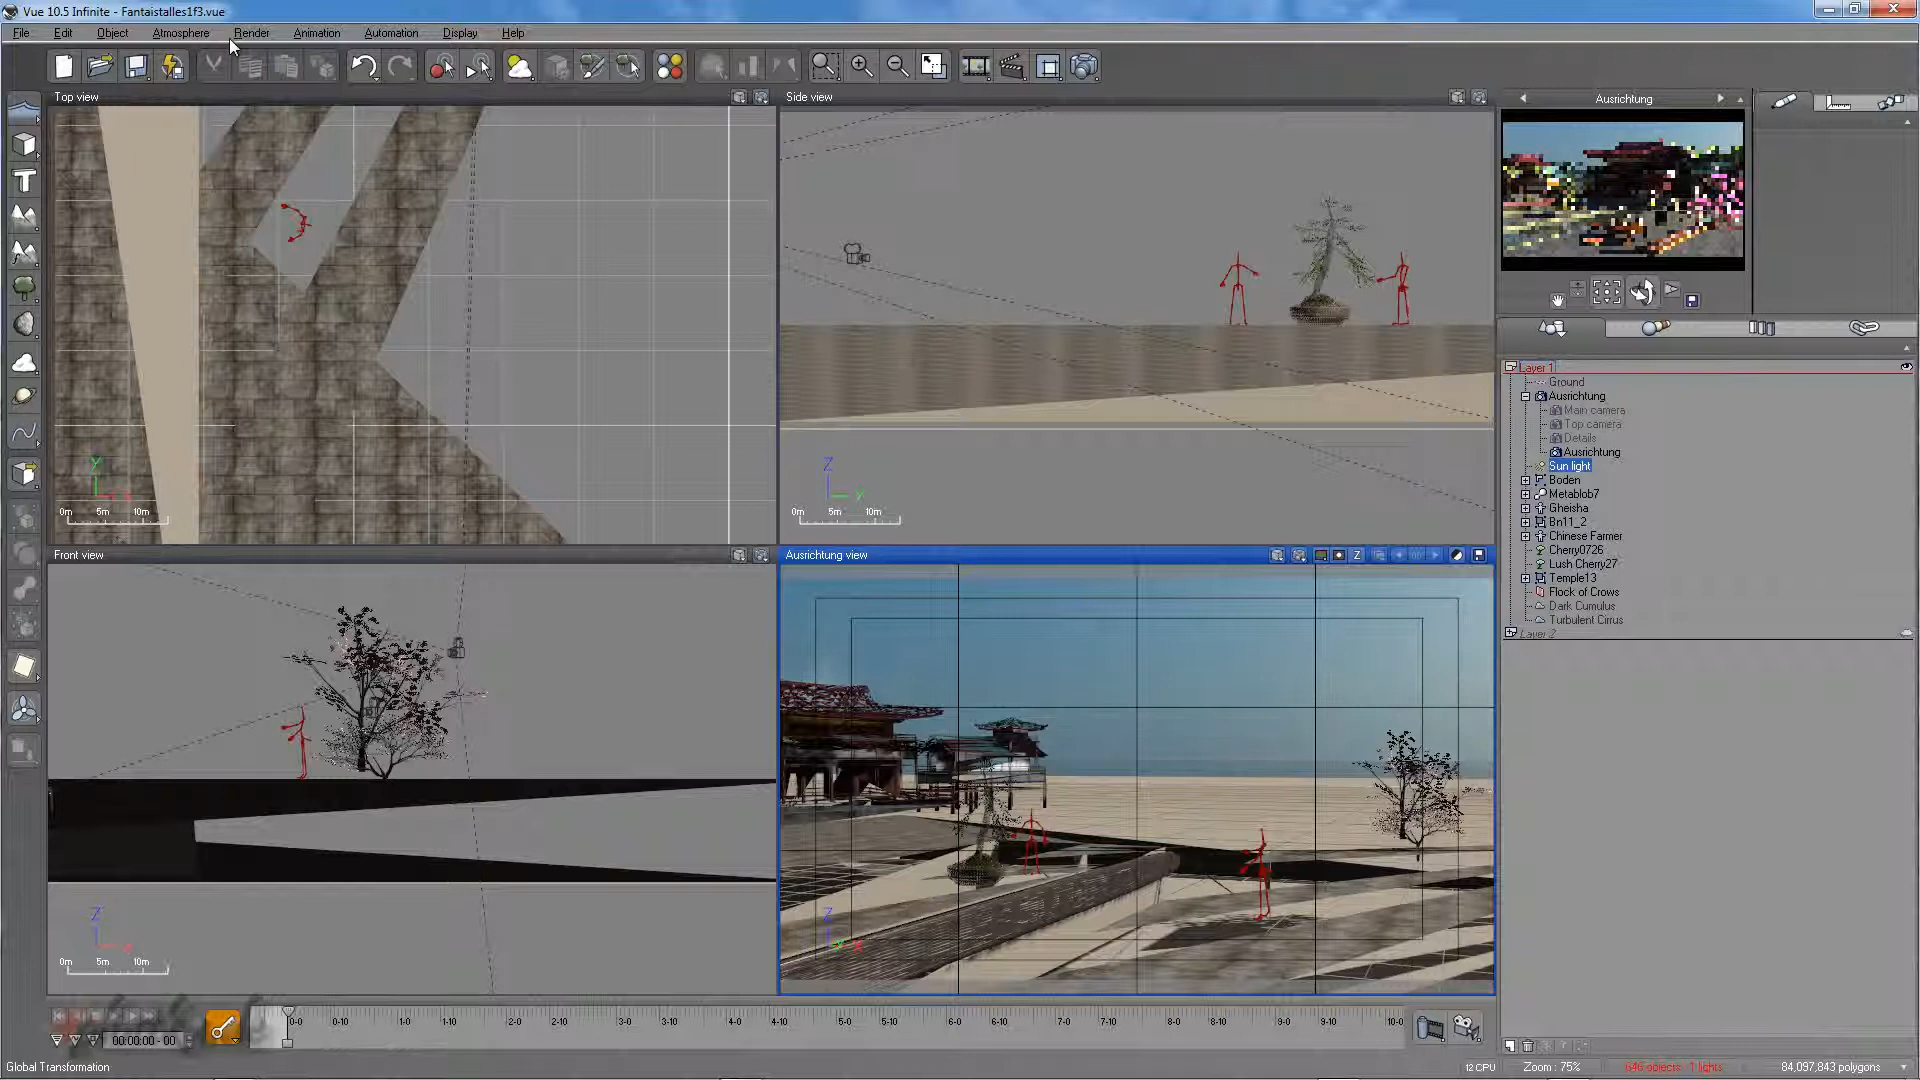 Vue 10.5 Infinite - Fantaistalles1f3.vue
File Edit Object Atmosphere Render Animation Automation Display Help
Top view
Side view
Ausrichtung
Y
Z
Y
0m 5m 10m
0m 5m 10m
Front view
Ausrichtung view
Z
Z
0m 5m 10m
Z
X
Layer 1
Ground
Ausrichtung
Main camera
Top camera
Details
Ausrichtung
Sun light
Boden
Metablob7
Gheisha
Bn11_2
Chinese Farmer
Cherry0726
Lush Cherry27
Temple13
Flock of Crows
Dark Cumulus
Turbulent Cirrus
Layer 2
0-0 0-10 1-0 1-10 2-0 2-10 3-0 3-10 4-0 4-10 5-0 5-10 6-0 6-10 7-0 7-10 8-0 8-10 9-0 9-10 10-0
00:00:00 - 00
Global Transformation
12 CPU
Zoom : 75%
646 objects - 1 lights
84,097,843 polygons